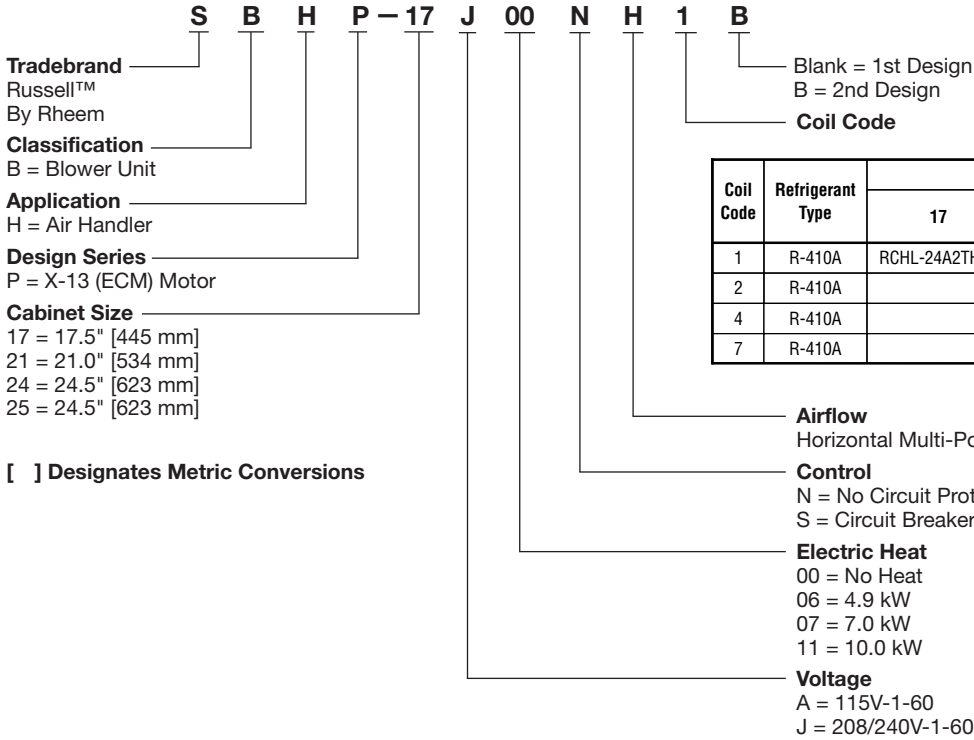 S B H P – 17 J 00 N H 1 B
Tradebrand
Russell™
By Rheem
Classification
B = Blower Unit
Application
H = Air Handler
Design Series
P = X-13 (ECM) Motor
Cabinet Size
17 = 17.5" [445 mm]
21 = 21.0" [534 mm]
24 = 24.5" [623 mm]
25 = 24.5" [623 mm]
[ ] Designates Metric Conversions
Blank = 1st Design
B = 2nd Design
Coil Code
Coil Code Refrigerant Type 17
1 R-410A
2 R-410A
4 R-410A
7 R-410A
Airflow
Horizontal
Control
N = No Circuit
S = Circuit Breaker
Electric Heat
00 = No Heat
06 = 4.9 kW
07 = 7.0 kW
11 = 10.0 kW
Voltage
A = 115V-1-60
J = 208/240V-1-60